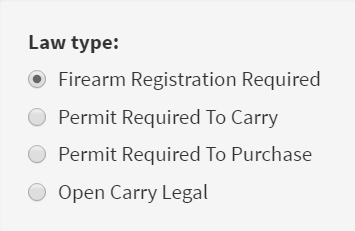 Law type:
Firearm Registration Required
Permit Required To Carry
Permit Required To Purchase
Open Carry Legal